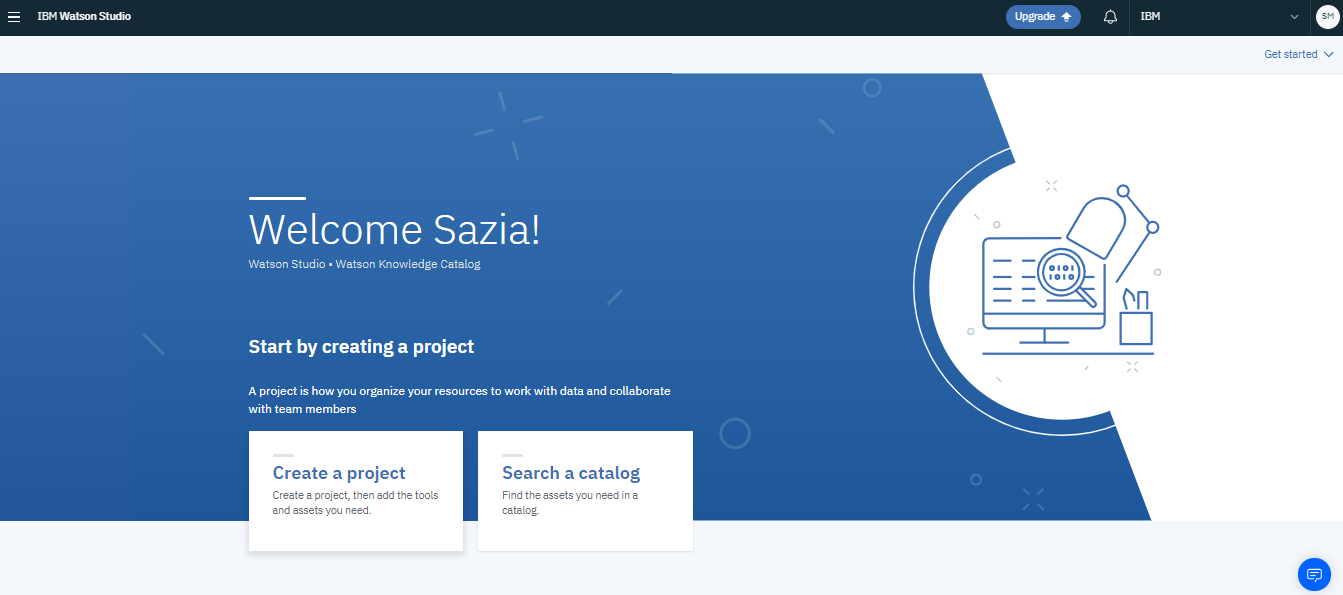 IBM Watson Studio
Upgrade
IBM
SM
Get started
Welcome Sazia!
Watson Studio • Watson Knowledge Catalog
Start by creating a project
A project is how you organize your resources to work with data and collaborate
with team members
Create a project
Create a project, then add the tools
and assets you need.
Search a catalog
Find the assets you need in a
catalog.